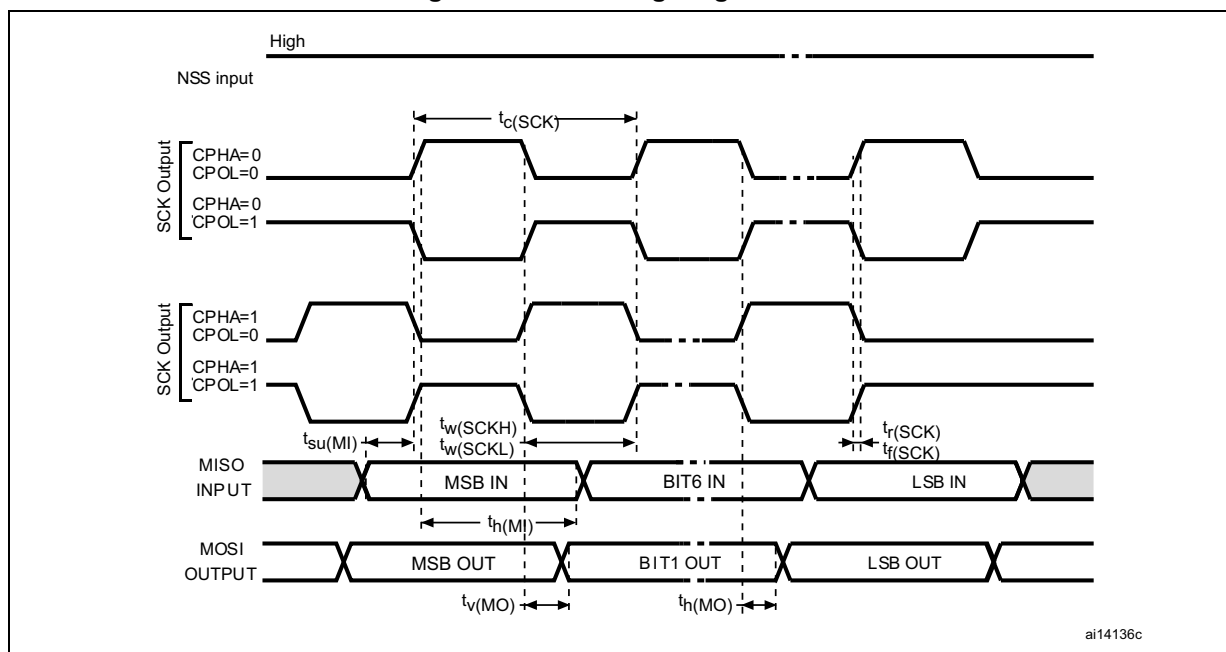 High
NSS input
tc(SCK)
SCK Output
CPHA=0
CPOL=0
CPHA=0
CPOL=1
SCK Output
CPHA=1
CPOL=0
CPHA=1
CPOL=1
tsu(MI)
tw(SCKH)
tw(SCKL)
tr(SCK)
tf(SCK)
MISO
INPUT
MSB IN
BIT6 IN
LSB IN
th(MI)
MOSI
OUTPUT
MSB OUT
BIT1 OUT
LSB OUT
tv(MO)
th(MO)
ai14136c